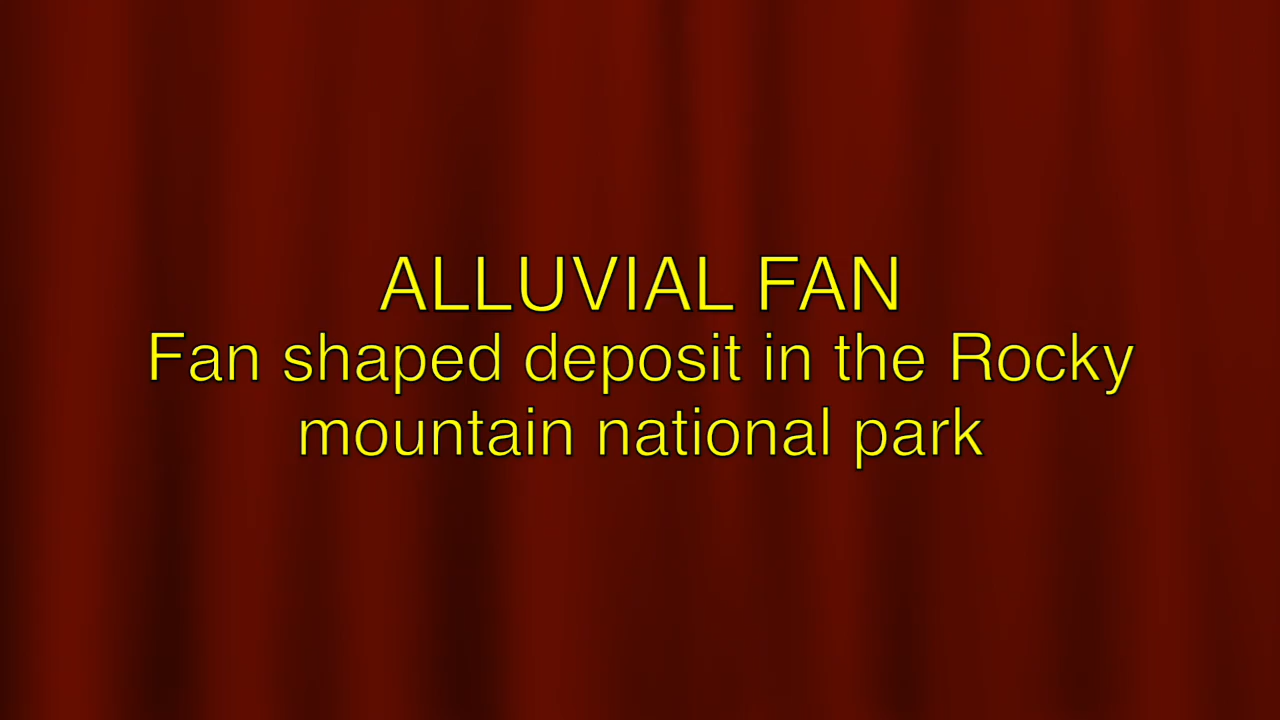 ALLUVIAL FAN
Fan shaped deposit in the Rocky
mountain national park